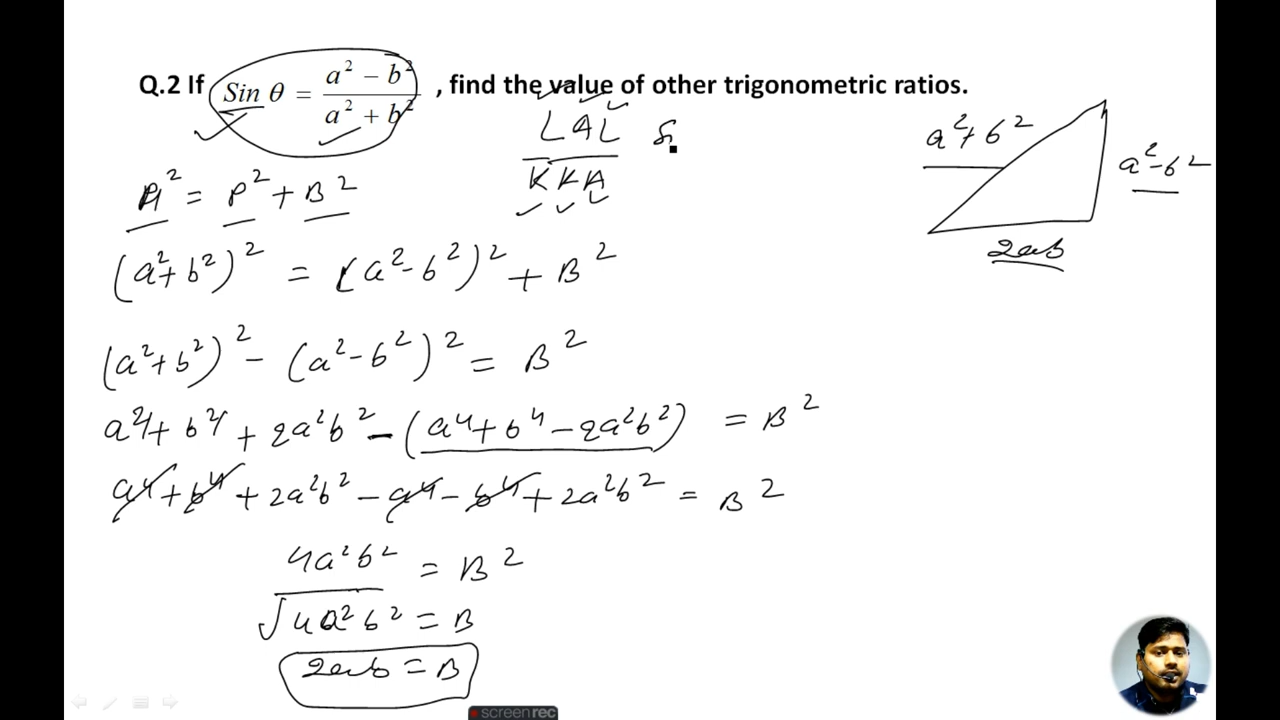 Q.2 If Sin θ = (a² − b²)/(a² + b²) , find the value of other trigonometric ratios.
LAL
KKA
a²+b²
a²-b²
2ab
H² = P² + B²
(a²+b²)² = (a²-b²)² + B²
(a²+b²)² - (a²-b²)² = B²
a⁴+b⁴+2a²b² - (a⁴+b⁴-2a²b²) = B²
a⁴+b⁴+2a²b²-a⁴-b⁴+2a²b² = B²
4a²b² = B²
√4a²b² = B
2ab = B
screenrec